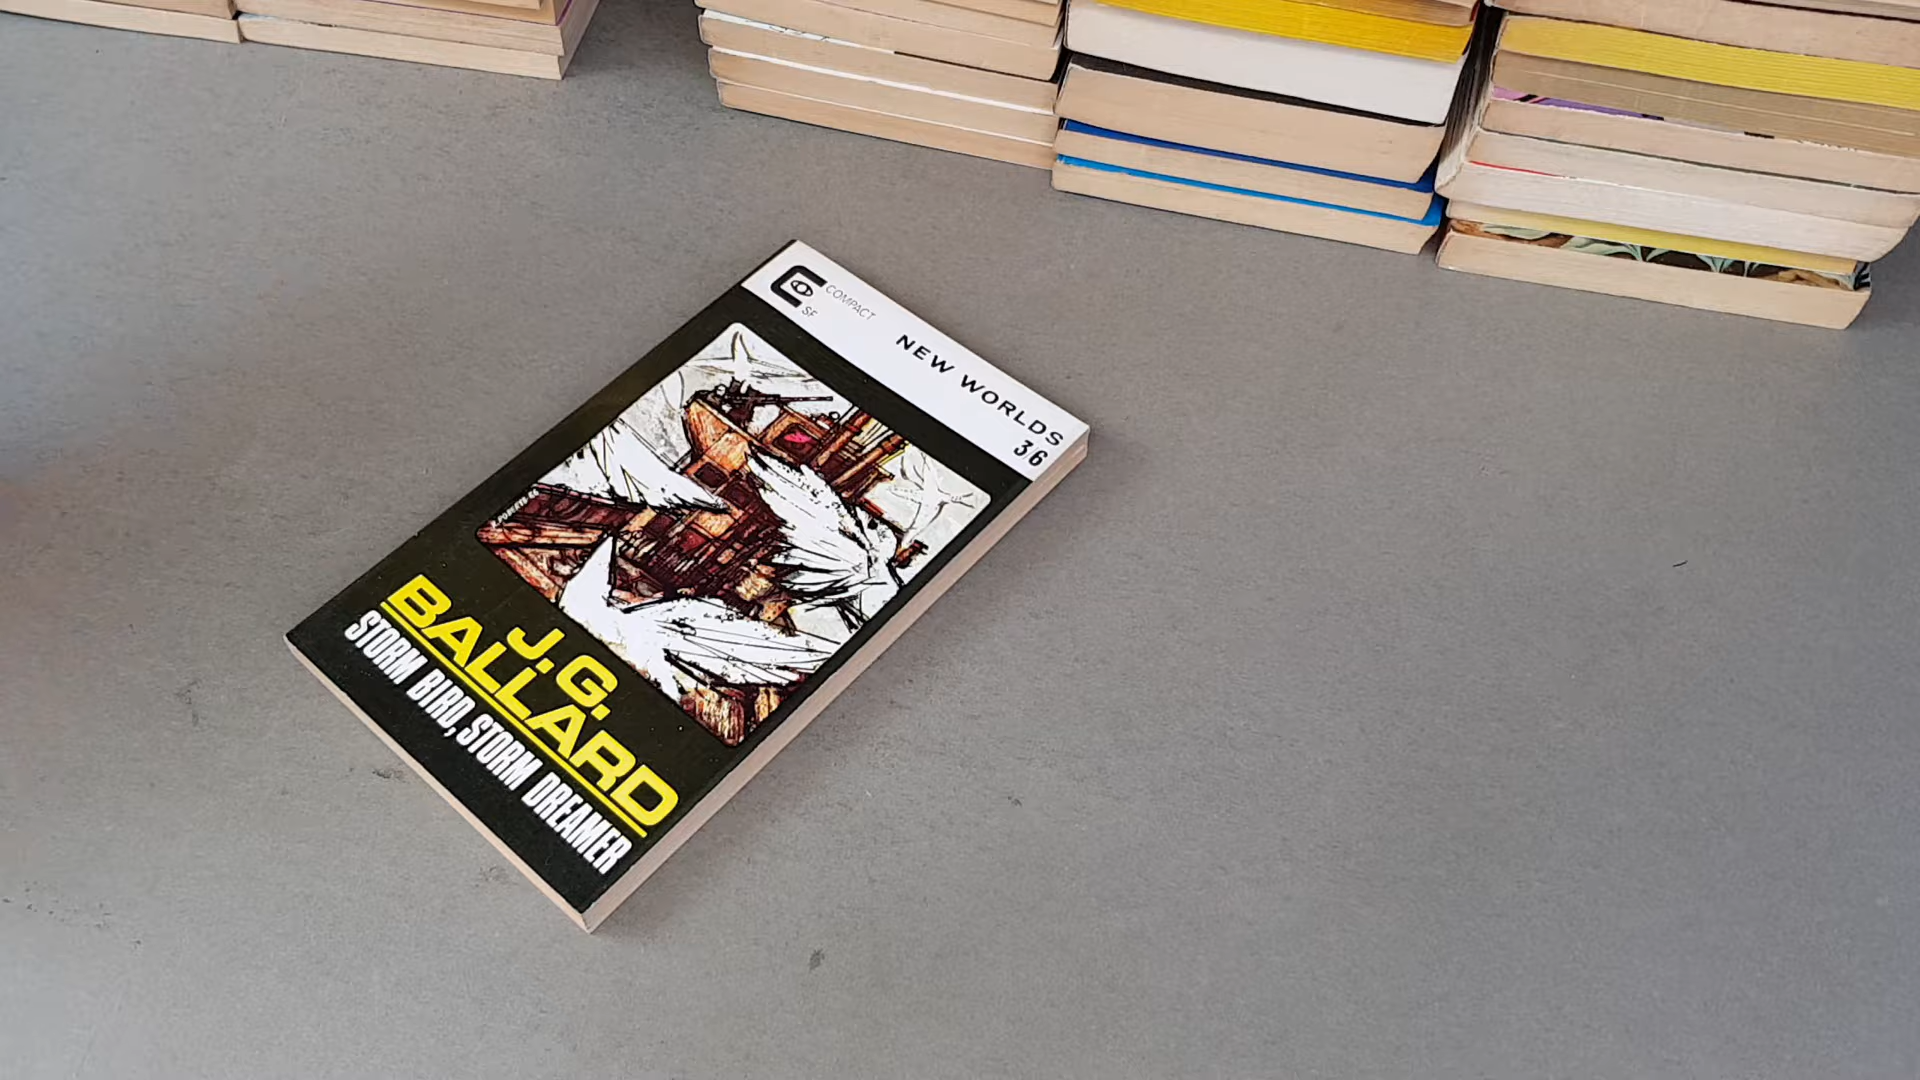 COMPACT
SF
NEW WORLDS
36
J.G.
BALLARD
STORM BIRD, STORM DREAMER